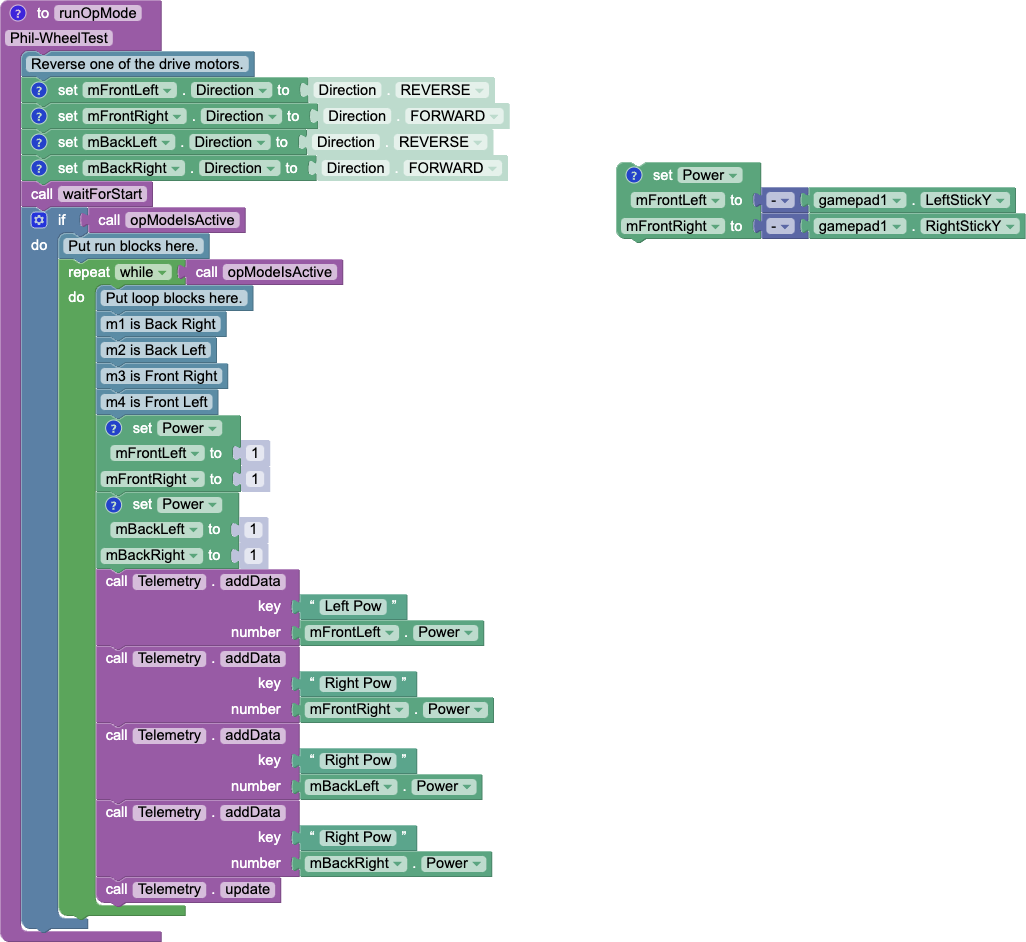 ? to runOpMode
Phil-WheelTest
Reverse one of the drive motors.
? set mFrontLeft . Direction to Direction . REVERSE
? set mFrontRight . Direction to Direction . FORWARD
? set mBackLeft . Direction to Direction . REVERSE
? set mBackRight . Direction to Direction . FORWARD
call waitForStart
if call opModeIsActive
do Put run blocks here.
repeat while call opModeIsActive
do Put loop blocks here.
m1 is Back Right
m2 is Back Left
m3 is Front Right
m4 is Front Left
? set Power
mFrontLeft to 1
mFrontRight to 1
? set Power
mBackLeft to 1
mBackRight to 1
call Telemetry . addData
key “ Left Pow ”
number mFrontLeft . Power
call Telemetry . addData
key “ Right Pow ”
number mFrontRight . Power
call Telemetry . addData
key “ Right Pow ”
number mBackLeft . Power
call Telemetry . addData
key “ Right Pow ”
number mBackRight . Power
call Telemetry . update
? set Power
mFrontLeft to - gamepad1 . LeftStickY
mFrontRight to - gamepad1 . RightStickY